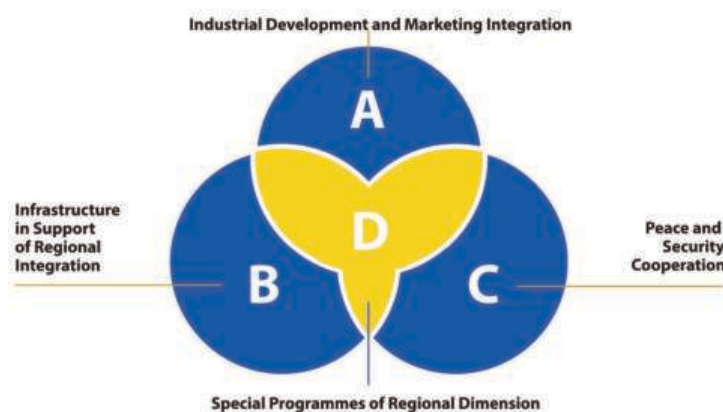 Industrial Development and Marketing Integration
A
Infrastructure
in Support
of Regional
Integration
D
Peace and
Security
Cooperation
B
C
Special Programmes of Regional Dimension